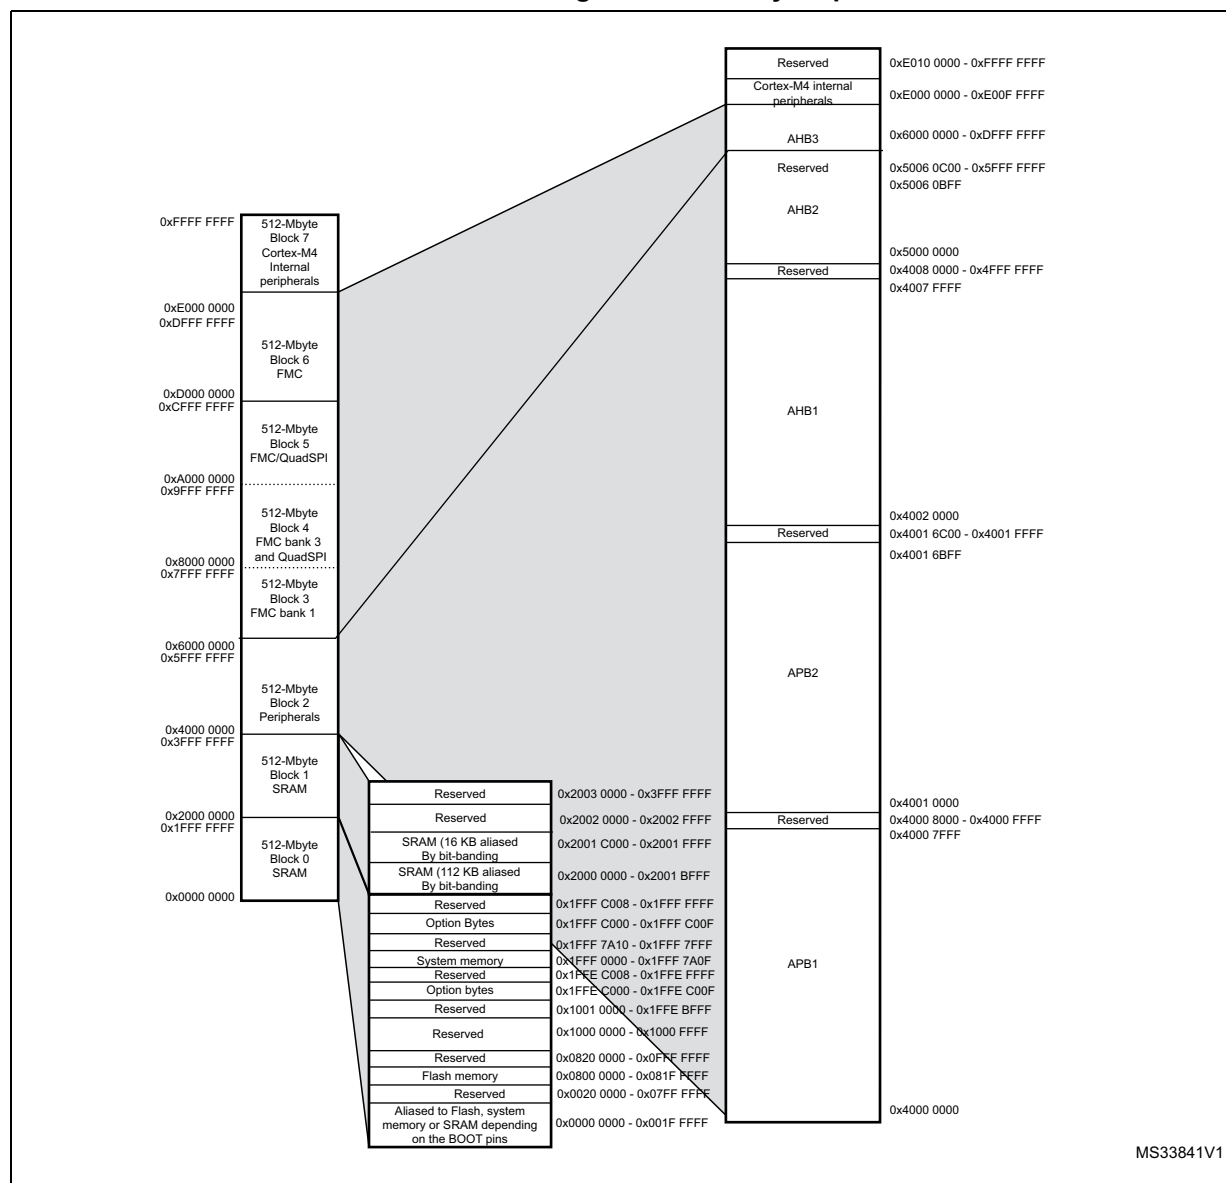 0xFFFF FFFF
512-Mbyte
Block 7
Cortex-M4
Internal
peripherals
0xE000 0000
0xDFFF FFFF
512-Mbyte
Block 6
FMC
0xD000 0000
0xCFFF FFFF
512-Mbyte
Block 5
FMC/QuadSPI
0xA000 0000
0x9FFF FFFF
512-Mbyte
Block 4
FMC bank 3
and QuadSPI
0x8000 0000
0x7FFF FFFF
512-Mbyte
Block 3
FMC bank 1
0x6000 0000
0x5FFF FFFF
512-Mbyte
Block 2
Peripherals
0x4000 0000
0x3FFF FFFF
512-Mbyte
Block 1
SRAM
0x2000 0000
0x1FFF FFFF
512-Mbyte
Block 0
SRAM
0x0000 0000
Reserved 0x2003 0000 - 0x3FFF FFFF
Reserved 0x2002 0000 - 0x2002 FFFF
SRAM (16 KB aliased
By bit-banding
0x2001 C000 - 0x2001 FFFF
SRAM (112 KB aliased
By bit-banding
0x2000 0000 - 0x2001 BFFF
Reserved 0x1FFF C008 - 0x1FFF FFFF
Option Bytes 0x1FFF C000 - 0x1FFF C00F
Reserved 0x1FFF 7A10 - 0x1FFF 7FFF
System memory 0x1FFF 0000 - 0x1FFF 7A0F
Reserved 0x1FFE C008 - 0x1FFE FFFF
Option bytes 0x1FFE C000 - 0x1FFE C00F
Reserved 0x1001 0000 - 0x1FFE BFFF
Reserved 0x1000 0000 - 0x1000 FFFF
Reserved 0x0820 0000 - 0x0FFF FFFF
Flash memory 0x0800 0000 - 0x081F FFFF
Reserved 0x0020 0000 - 0x07FF FFFF
Aliased to Flash, system
memory or SRAM depending
on the BOOT pins
0x0000 0000 - 0x001F FFFF
Reserved 0xE010 0000 - 0xFFFF FFFF
Cortex-M4 internal
peripherals
0xE000 0000 - 0xE00F FFFF
AHB3 0x6000 0000 - 0xDFFF FFFF
Reserved 0x5006 0C00 - 0x5FFF FFFF
0x5006 0BFF
AHB2
0x5000 0000
Reserved 0x4008 0000 - 0x4FFF FFFF
0x4007 FFFF
AHB1
0x4002 0000
Reserved 0x4001 6C00 - 0x4001 FFFF
0x4001 6BFF
APB2
0x4001 0000
Reserved 0x4000 8000 - 0x4000 FFFF
0x4000 7FFF
APB1
0x4000 0000
MS33841V1